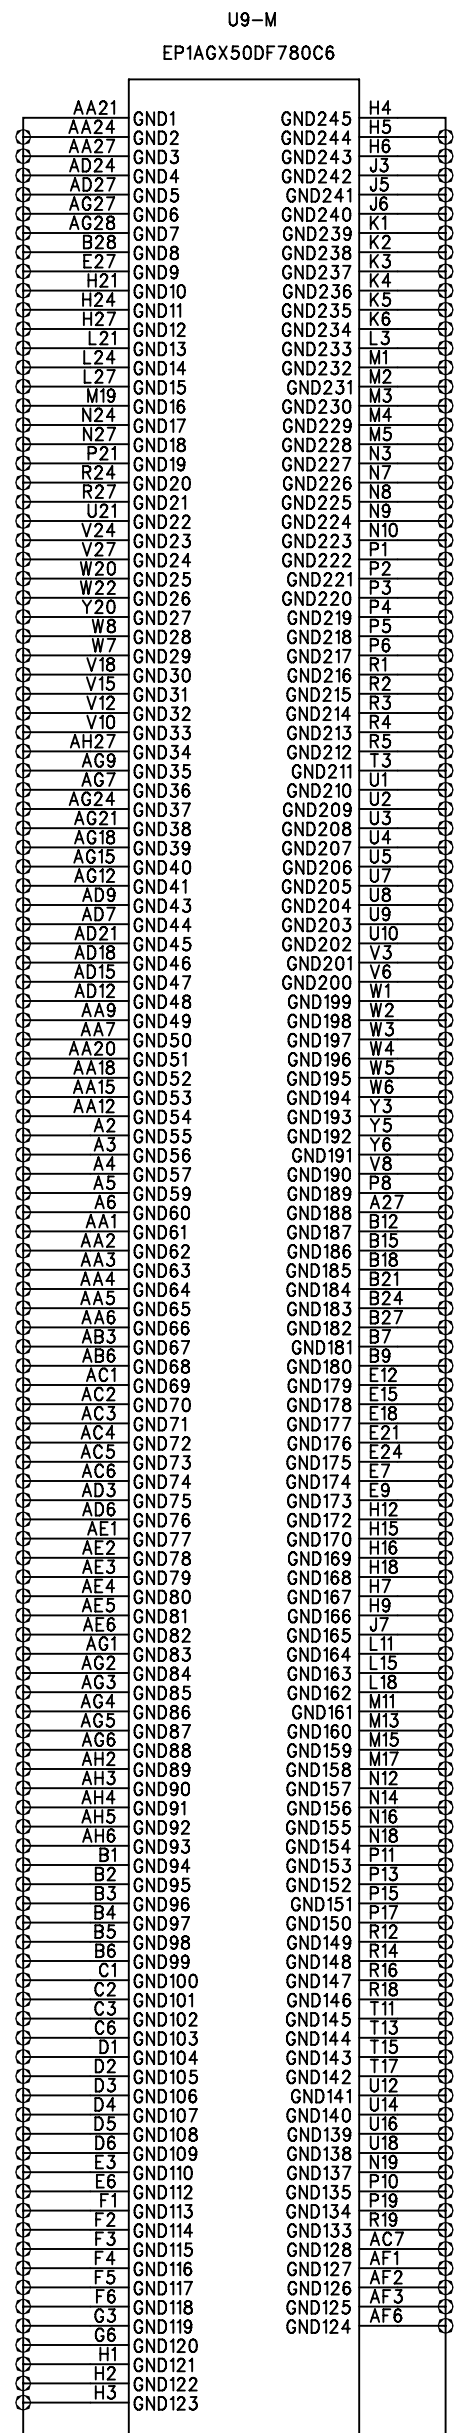 U9-M
EP1AGX50DF780C6
AA21 GND1 GND245 H4
AA24 GND2 GND244 H5
AA27 GND3 GND243 H6
AD24 GND4 GND242 J3
AD27 GND5 GND241 J5
AG27 GND6 GND240 J6
AG28 GND7 GND239 K1
B28 GND8 GND238 K2
E27 GND9 GND237 K3
H21 GND10 GND236 K4
H24 GND11 GND235 K5
H27 GND12 GND234 K6
L21 GND13 GND233 L3
L24 GND14 GND232 M1
L27 GND15 GND231 M2
M19 GND16 GND230 M3
N24 GND17 GND229 M4
N27 GND18 GND228 M5
P21 GND19 GND227 N3
R24 GND20 GND226 N7
R27 GND21 GND225 N8
U21 GND22 GND224 N9
V24 GND23 GND223 N10
V27 GND24 GND222 P1
W20 GND25 GND221 P2
W22 GND26 GND220 P3
Y20 GND27 GND219 P4
W8 GND28 GND218 P5
W7 GND29 GND217 P6
V18 GND30 GND216 R1
V15 GND31 GND215 R2
V12 GND32 GND214 R3
V10 GND33 GND213 R4
AH27 GND34 GND212 R5
AG9 GND35 GND211 T3
AG7 GND36 GND210 U1
AG24 GND37 GND209 U2
AG21 GND38 GND208 U3
AG18 GND39 GND207 U4
AG15 GND40 GND206 U5
AG12 GND41 GND205 U7
AD9 GND43 GND204 U8
AD7 GND44 GND203 U9
AD21 GND45 GND202 U10
AD18 GND46 GND201 V3
AD15 GND47 GND200 V6
AD12 GND48 GND199 W1
AA9 GND49 GND198 W2
AA7 GND50 GND197 W3
AA20 GND51 GND196 W4
AA18 GND52 GND195 W5
AA15 GND53 GND194 W6
AA12 GND54 GND193 Y3
A2 GND55 GND192 Y5
A3 GND56 GND191 Y6
A4 GND57 GND190 V8
A5 GND59 GND189 P8
A6 GND60 GND188 A27
AA1 GND61 GND187 B12
AA2 GND62 GND186 B15
AA3 GND63 GND185 B18
AA4 GND64 GND184 B21
AA5 GND65 GND183 B24
AA6 GND66 GND182 B27
AB3 GND67 GND181 B7
AB6 GND68 GND180 B9
AC1 GND69 GND179 E12
AC2 GND70 GND178 E15
AC3 GND71 GND177 E18
AC4 GND72 GND176 E21
AC5 GND73 GND175 E24
AC6 GND74 GND174 E7
AD3 GND75 GND173 E9
AD6 GND76 GND172 H12
AE1 GND77 GND170 H15
AE2 GND78 GND169 H16
AE3 GND79 GND168 H18
AE4 GND80 GND167 H7
AE5 GND81 GND166 H9
AE6 GND82 GND165 J7
AG1 GND83 GND164 L11
AG2 GND84 GND163 L15
AG3 GND85 GND162 L18
AG4 GND86 GND161 M11
AG5 GND87 GND160 M13
AG6 GND88 GND159 M15
AH2 GND89 GND158 M17
AH3 GND90 GND157 N12
AH4 GND91 GND156 N14
AH5 GND92 GND155 N16
AH6 GND93 GND154 N18
B1 GND94 GND153 P11
B2 GND95 GND152 P13
B3 GND96 GND151 P15
B4 GND97 GND150 P17
B5 GND98 GND149 R12
B6 GND99 GND148 R14
C1 GND100 GND147 R16
C2 GND101 GND146 R18
C3 GND102 GND145 T11
C6 GND103 GND144 T13
D1 GND104 GND143 T15
D2 GND105 GND142 T17
D3 GND106 GND141 U12
D4 GND107 GND140 U14
D5 GND108 GND139 U16
D6 GND109 GND138 U18
E3 GND110 GND137 N19
E6 GND112 GND135 P10
F1 GND113 GND134 P19
F2 GND114 GND133 R19
F3 GND115 GND128 AC7
F4 GND116 GND127 AF1
F5 GND117 GND126 AF2
F6 GND118 GND125 AF3
G3 GND119 GND124 AF6
G6 GND120
H1 GND121
H2 GND122
H3 GND123